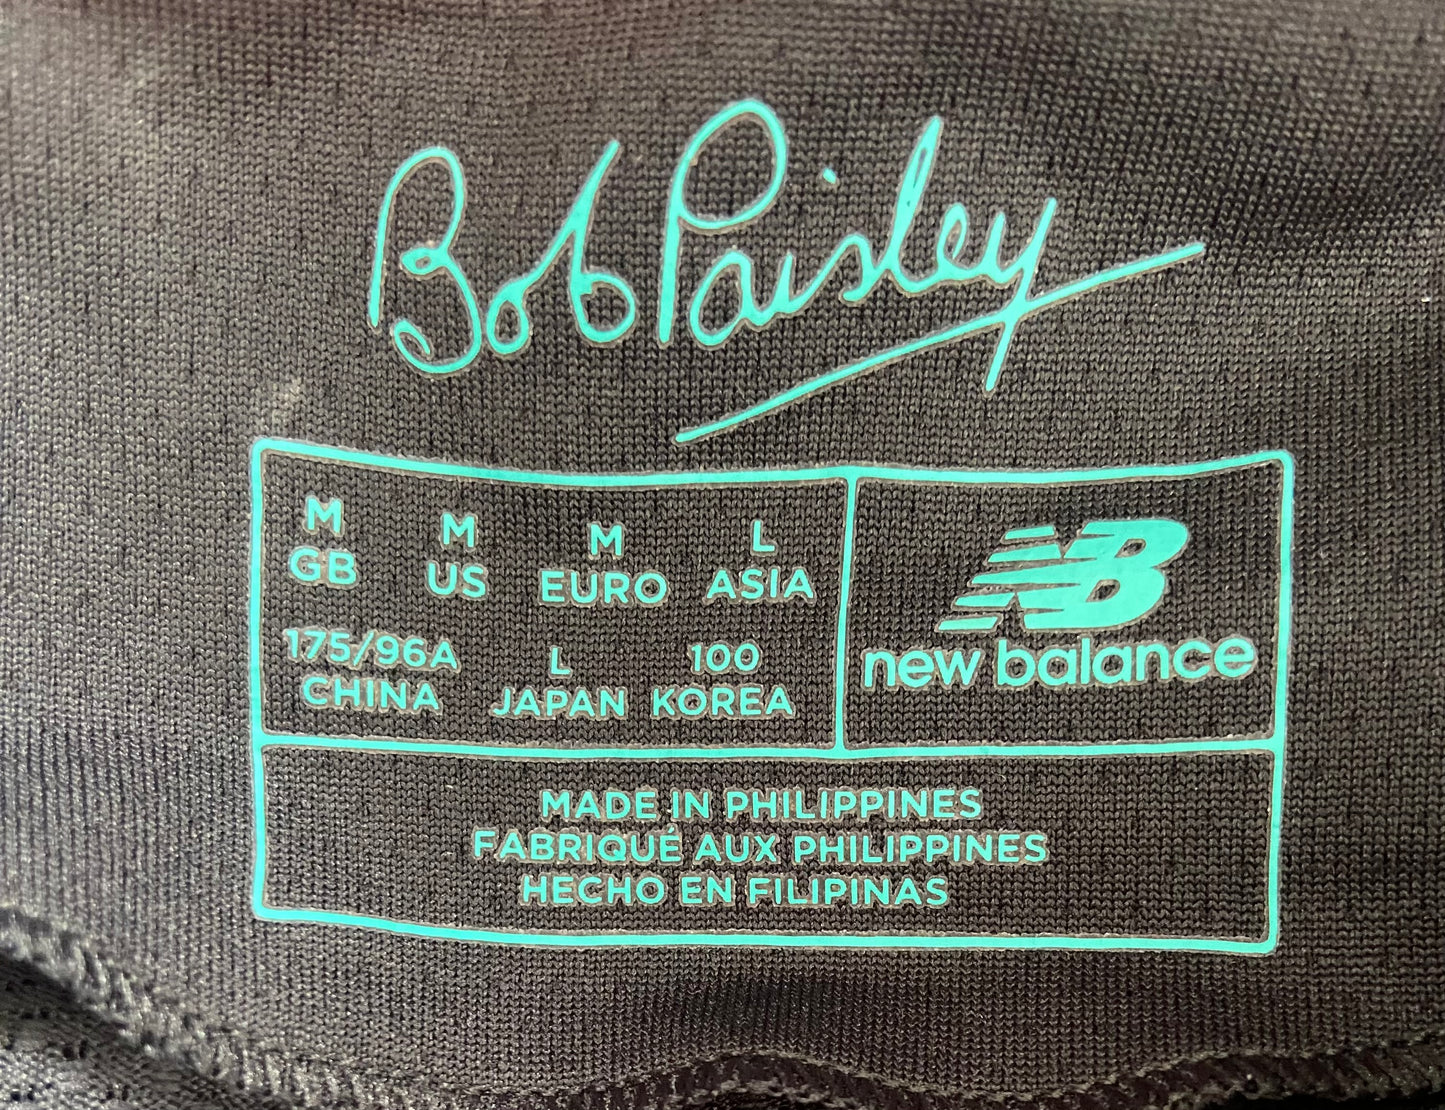 Bob Paisley
M M M L
GB US EURO ASIA
175/96A L 100
CHINA JAPAN KOREA
NB
new balance
MADE IN PHILIPPINES
FABRIQUÉ AUX PHILIPPINES
HECHO EN FILIPINAS